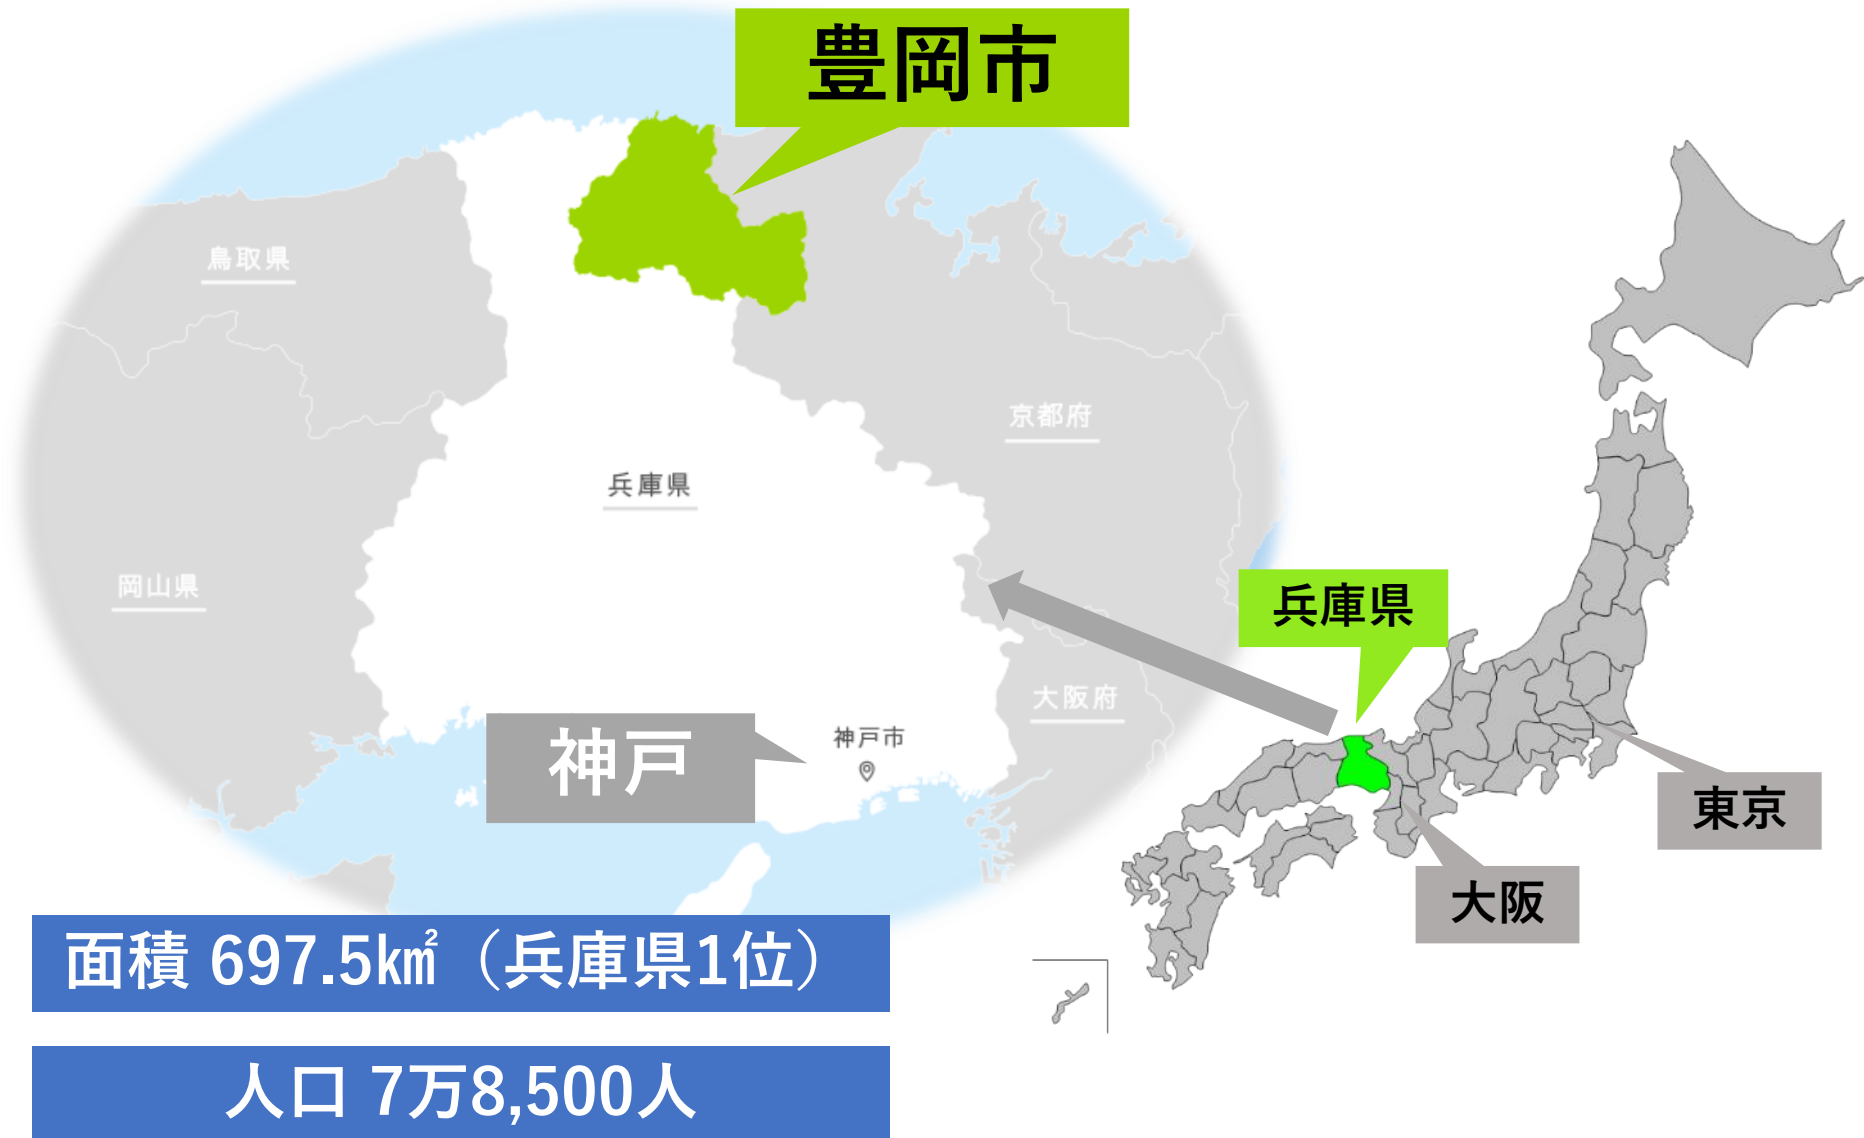 豊岡市
鳥取県
京都府
兵庫県
岡山県
兵庫県
大阪府
神戸
神戸市
東京
大阪
面積 697.5k㎡（兵庫県1位）
人口 7万8,500人